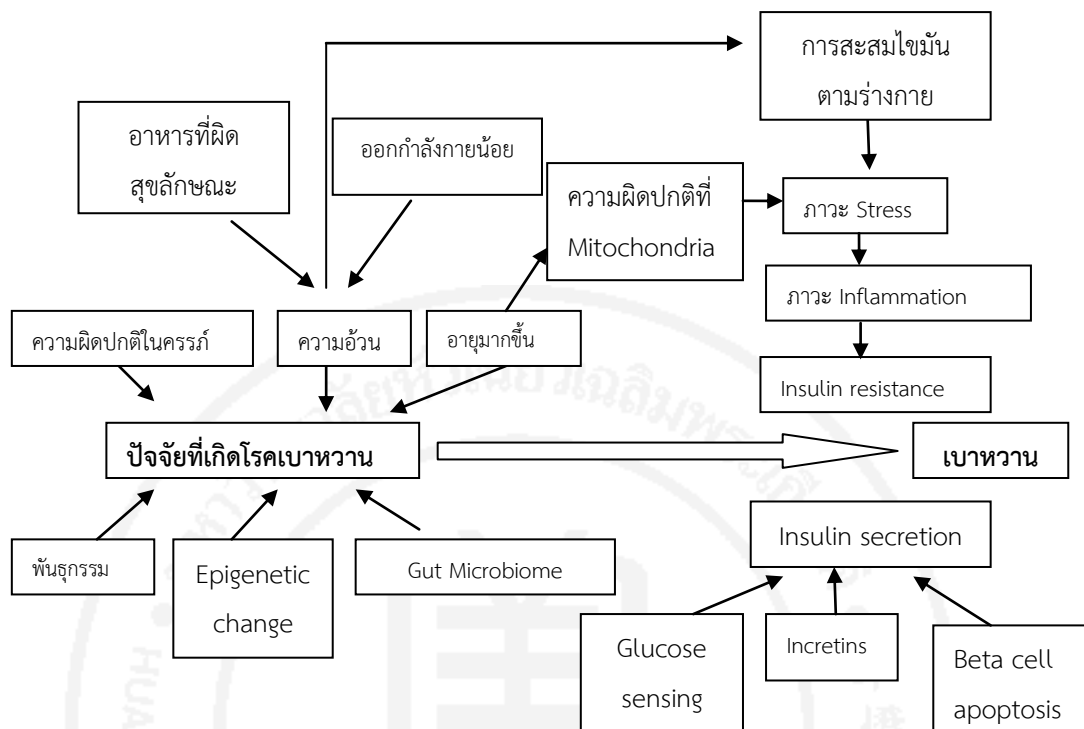 การสะสมไขมัน
ตามร่างกาย
อาหารที่ผิด
สุขลักษณะ
ออกกำลังกายน้อย
ความผิดปกติที่
Mitochondria
ภาวะ Stress
ภาวะ Inflammation
ความผิดปกติในครรภ์
ความอ้วน
อายุมากขึ้น
Insulin resistance
ปัจจัยที่เกิดโรคเบาหวาน
เบาหวาน
พันธุกรรม
Epigenetic
change
Gut Microbiome
Insulin secretion
Glucose
sensing
Incretins
Beta cell
apoptosis